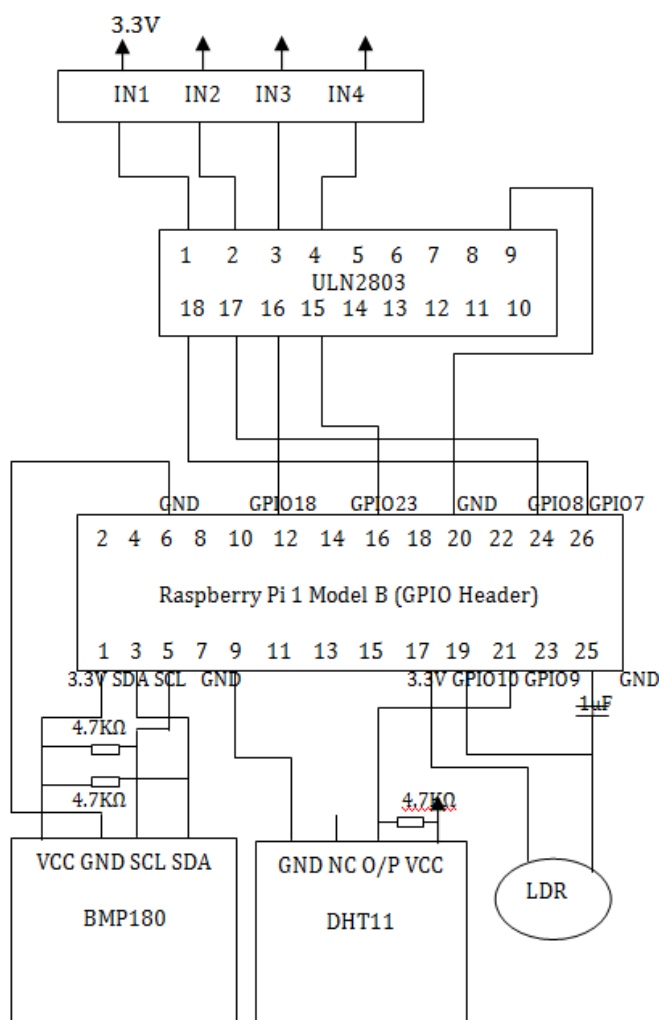 3.3V
IN1 IN2 IN3 IN4
1 2 3 4 5 6 7 8 9
ULN2803
18 17 16 15 14 13 12 11 10
GND GPIO18 GPIO23 GND GPIO8 GPIO7
2 4 6 8 10 12 14 16 18 20 22 24 26
Raspberry Pi 1 Model B (GPIO Header)
1 3 5 7 9 11 13 15 17 19 21 23 25
3.3V SDA SCL GND 3.3V GPIO10 GPIO9 GND
1uF
4.7KΩ
4.7KΩ
4.7KΩ
VCC GND SCL SDA
BMP180
GND NC O/P VCC
DHT11
LDR